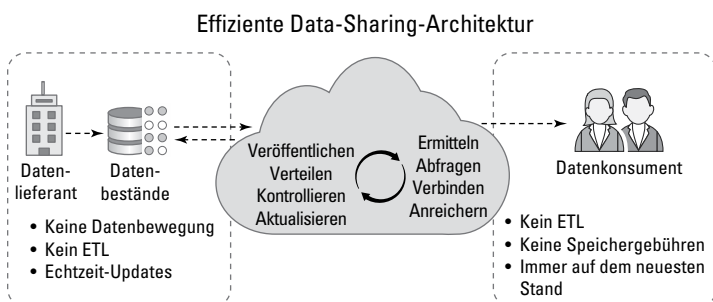 Effiziente Data-Sharing-Architektur
Daten-
lieferant
Daten-
bestände
• Keine Datenbewegung
• Kein ETL
• Echtzeit-Updates
Veröffentlichen
Verteilen
Kontrollieren
Aktualisieren
Ermitteln
Abfragen
Verbinden
Anreichern
Datenkonsument
• Kein ETL
• Keine Speichergebühren
• Immer auf dem neuesten
Stand